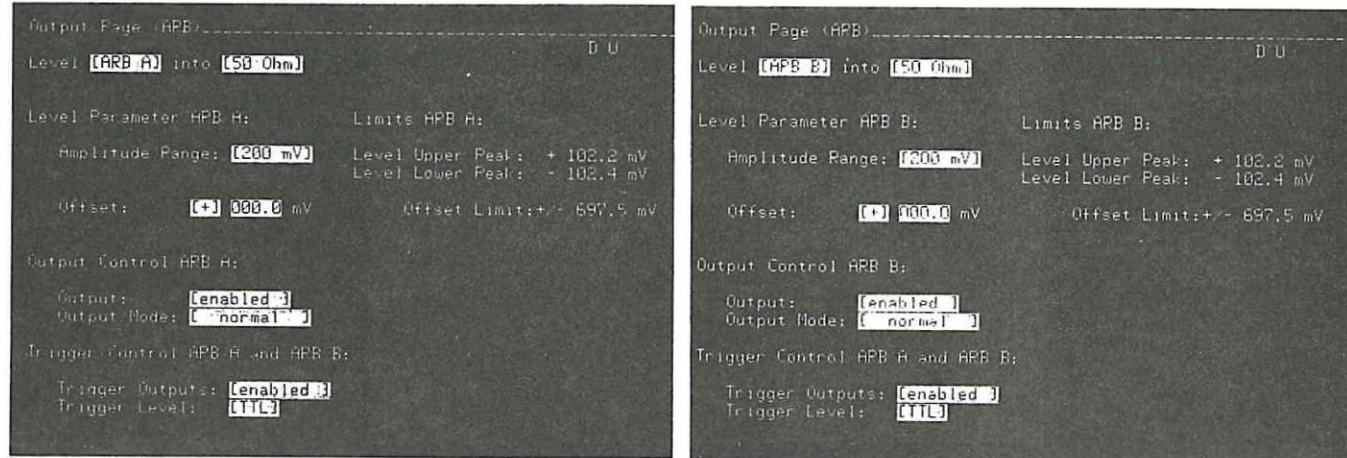 Output Page (ARB)
D U
Level [ARB A] into [50 Ohm]
Level Parameter ARB A:
Limits ARB A:
Amplitude Range: [200 mV]
Level Upper Peak: + 102.2 mV
Level Lower Peak: - 102.4 mV
Offset: [+] 000.0 mV
Offset Limit:+/- 697.5 mV
Output Control ARB A:
Output: [enabled ]
Output Mode: [ normal ]
Trigger Control ARB A and ARB B:
Trigger Outputs: [enabled ]
Trigger Level: [TTL]
Output Page (ARB)
D U
Level [ARB B] into [50 Ohm]
Level Parameter ARB B:
Limits ARB B:
Amplitude Range: [200 mV]
Level Upper Peak: + 102.2 mV
Level Lower Peak: - 102.4 mV
Offset: [+] 000.0 mV
Offset Limit:+/- 697.5 mV
Output Control ARB B:
Output: [enabled ]
Output Mode: [ normal ]
Trigger Control ARB A and ARB B:
Trigger Outputs: [enabled ]
Trigger Level: [TTL]